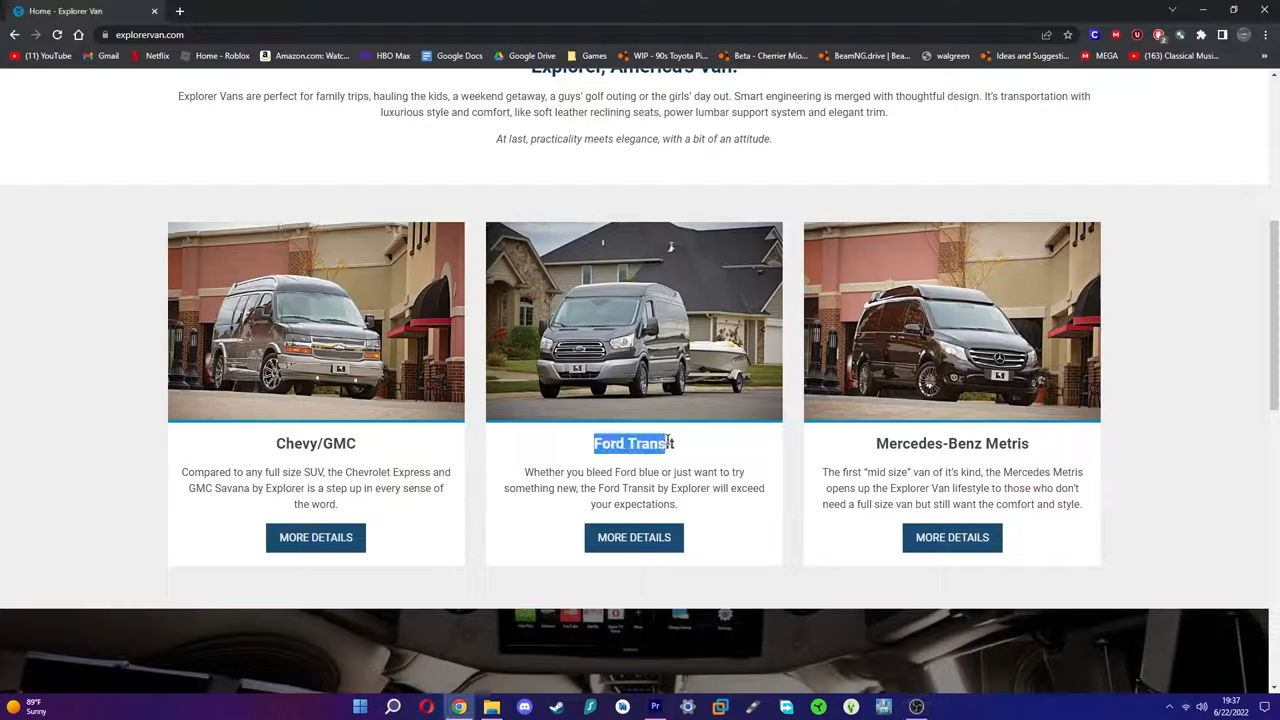 Home - Explorer Van
explorervan.com
(11) YouTube
Gmail
Netflix
Home - Roblox
Amazon.com: Watc...
HBO Max
Google Docs
Google Drive
Games
WIP - 90s Toyota Pi...
Beta - Cherrier Mio...
BeamNG.drive | Bea...
walgreen
Ideas and Suggesti...
MEGA
(163) Classical Musi...
Explorer, America's Van.
Explorer Vans are perfect for family trips, hauling the kids, a weekend getaway, a guys' golf outing or the girls' day out. Smart engineering is merged with thoughtful design. It's transportation with
luxurious style and comfort, like soft leather reclining seats, power lumbar support system and elegant trim.
At last, practicality meets elegance, with a bit of an attitude.
Chevy/GMC
Compared to any full size SUV, the Chevrolet Express and
GMC Savana by Explorer is a step up in every sense of
the word.
MORE DETAILS
Ford Transit
Whether you bleed Ford blue or just want to try
something new, the Ford Transit by Explorer will exceed
your expectations.
MORE DETAILS
Mercedes-Benz Metris
The first “mid size” van of it's kind, the Mercedes Metris
opens up the Explorer Van lifestyle to those who don't
need a full size van but still want the comfort and style.
MORE DETAILS
89°F
Sunny
19:37
6/22/2022